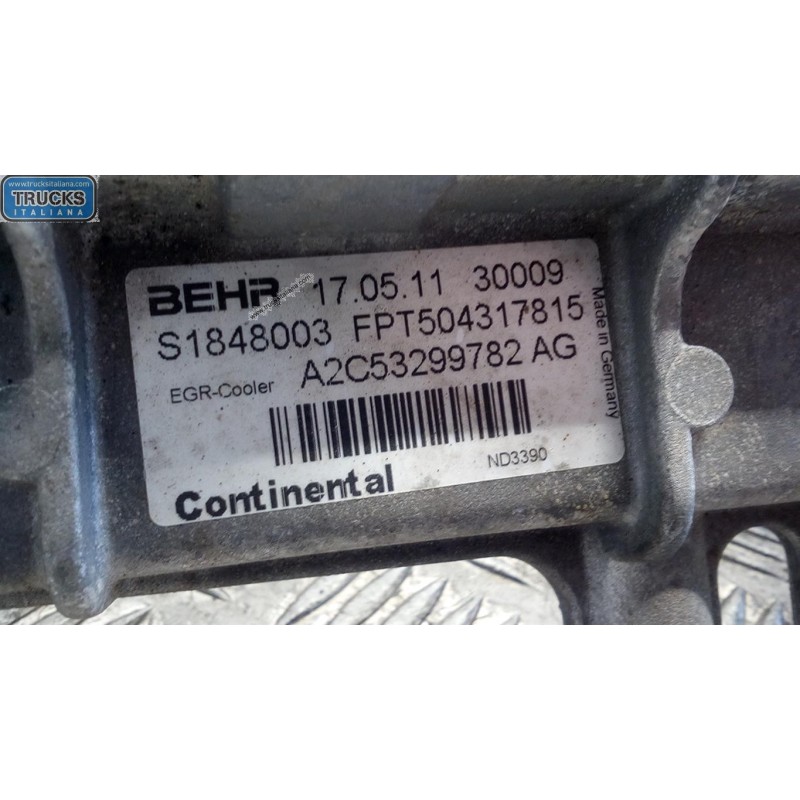 www.trucksitaliana.com
TRUCKS
ITALIANA
BEHR 17.05.11 30009
S1848003 FPT504317815
EGR-Cooler A2C53299782 AG
Made in Germany
ND3390
Continental